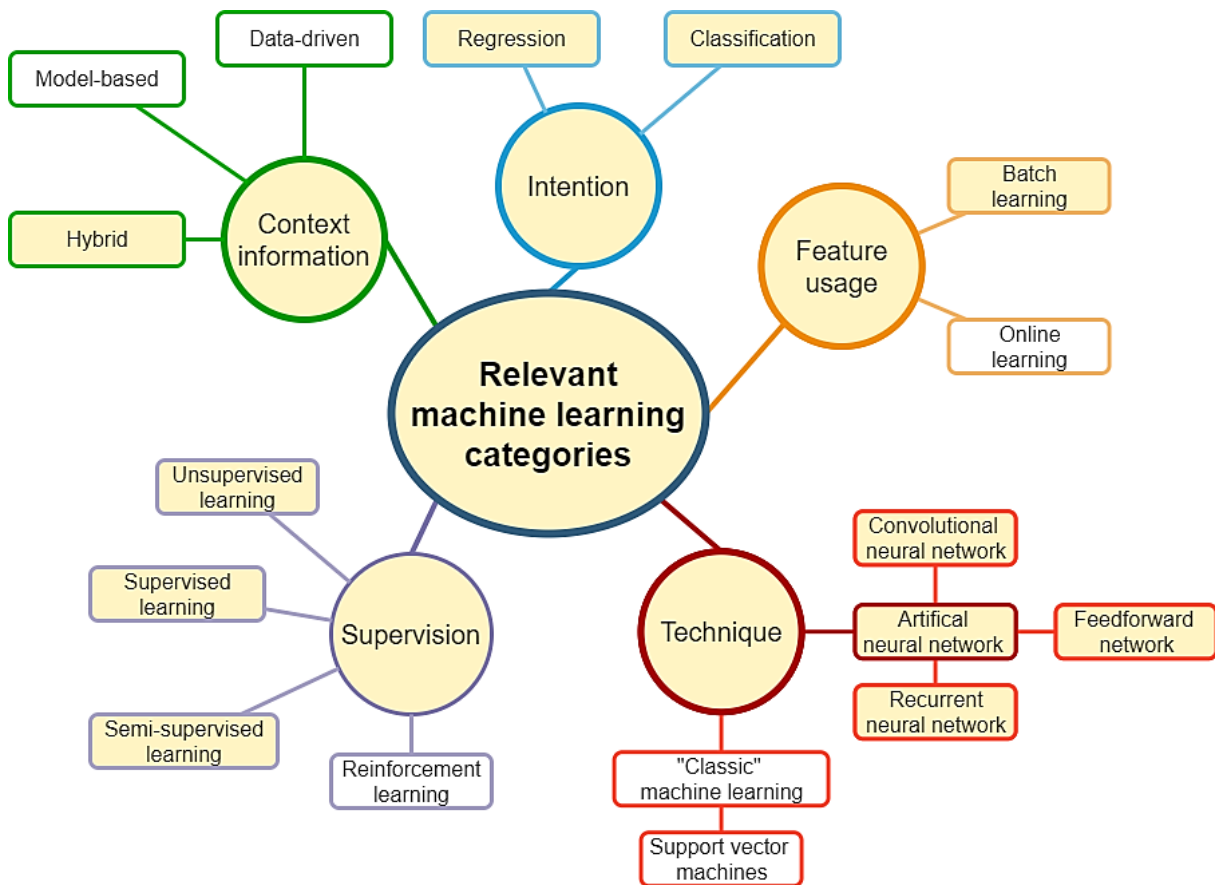 Data-driven
Regression
Classification
Model-based
Intention
Batch
learning
Context
information
Hybrid
Feature
usage
Online
learning
Relevant
machine learning
categories
Unsupervised
learning
Supervised
learning
Supervision
Semi-supervised
learning
Reinforcement
learning
Technique
Convolutional
neural network
Artifical
neural network
Feedforward
network
Recurrent
neural network
"Classic"
machine learning
Support vector
machines